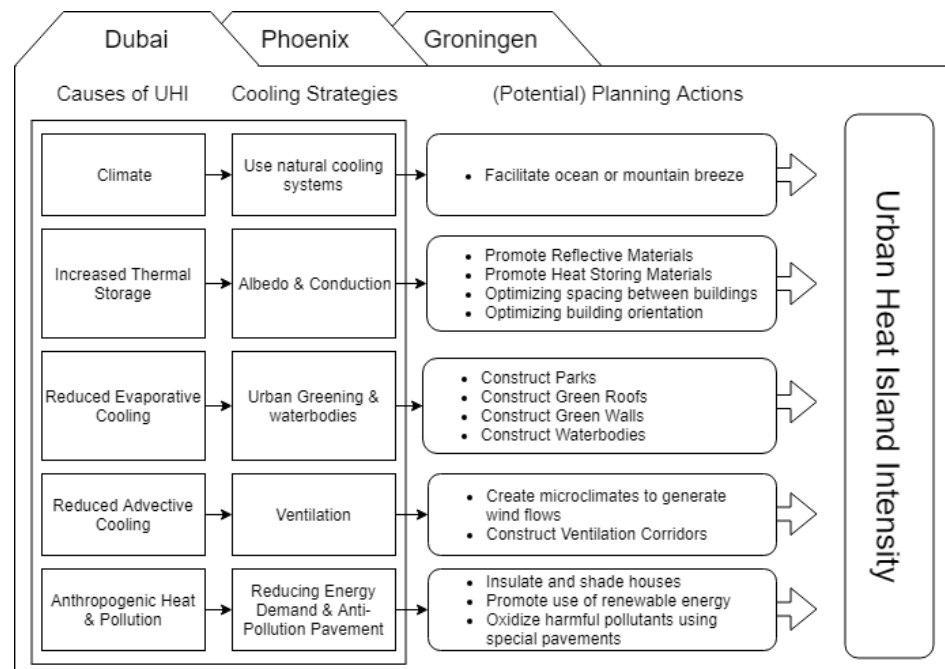 Dubai
Phoenix
Groningen
Causes of UHI
Cooling Strategies
(Potential) Planning Actions
Climate
Use natural cooling
systems
• Facilitate ocean or mountain breeze
Increased Thermal
Storage
Albedo & Conduction
• Promote Reflective Materials
• Promote Heat Storing Materials
• Optimizing spacing between buildings
• Optimizing building orientation
Reduced Evaporative
Cooling
Urban Greening &
waterbodies
• Construct Parks
• Construct Green Roofs
• Construct Green Walls
• Construct Waterbodies
Reduced Advective
Cooling
Ventilation
• Create microclimates to generate
wind flows
• Construct Ventilation Corridors
Anthropogenic Heat
& Pollution
Reducing Energy
Demand & Anti-
Pollution Pavement
• Insulate and shade houses
• Promote use of renewable energy
• Oxidize harmful pollutants using
special pavements
Urban Heat Island Intensity